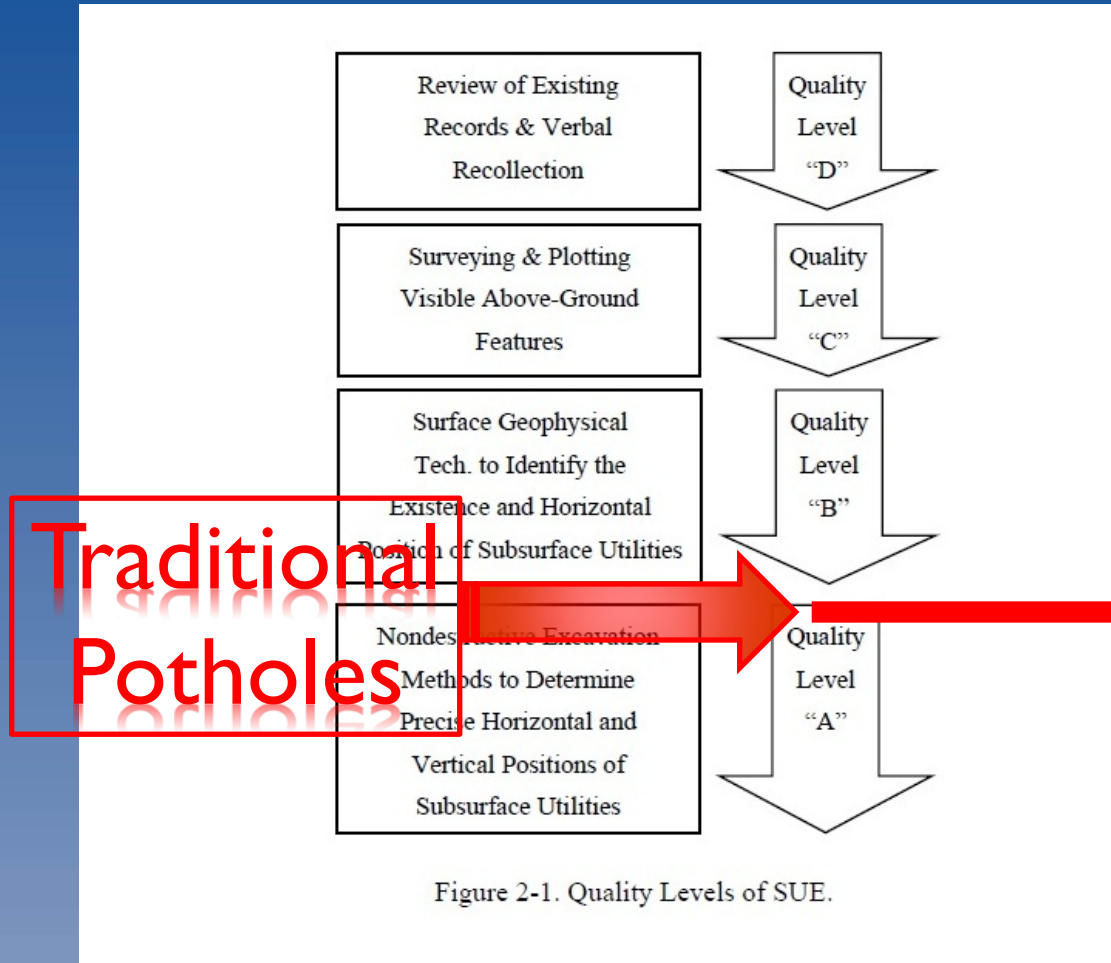 Review of Existing
Records & Verbal
Recollection
Quality
Level
“D”
Surveying & Plotting
Visible Above-Ground
Features
Quality
Level
“C”
Surface Geophysical
Tech. to Identify the
Existence and Horizontal
Position of Subsurface Utilities
Quality
Level
“B”
Traditional
Potholes
Nondestructive Excavation
Methods to Determine
Precise Horizontal and
Vertical Positions of
Subsurface Utilities
Quality
Level
“A”
Figure 2-1. Quality Levels of SUE.